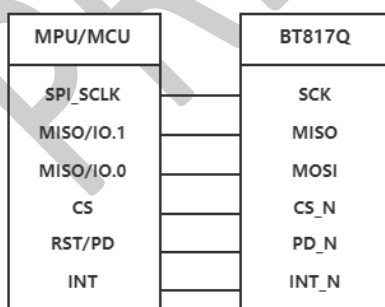 MPU/MCU BT817Q
SPI_SCLK SCK
MISO/IO.1 MISO
MISO/IO.0 MOSI
CS CS_N
RST/PD PD_N
INT INT_N